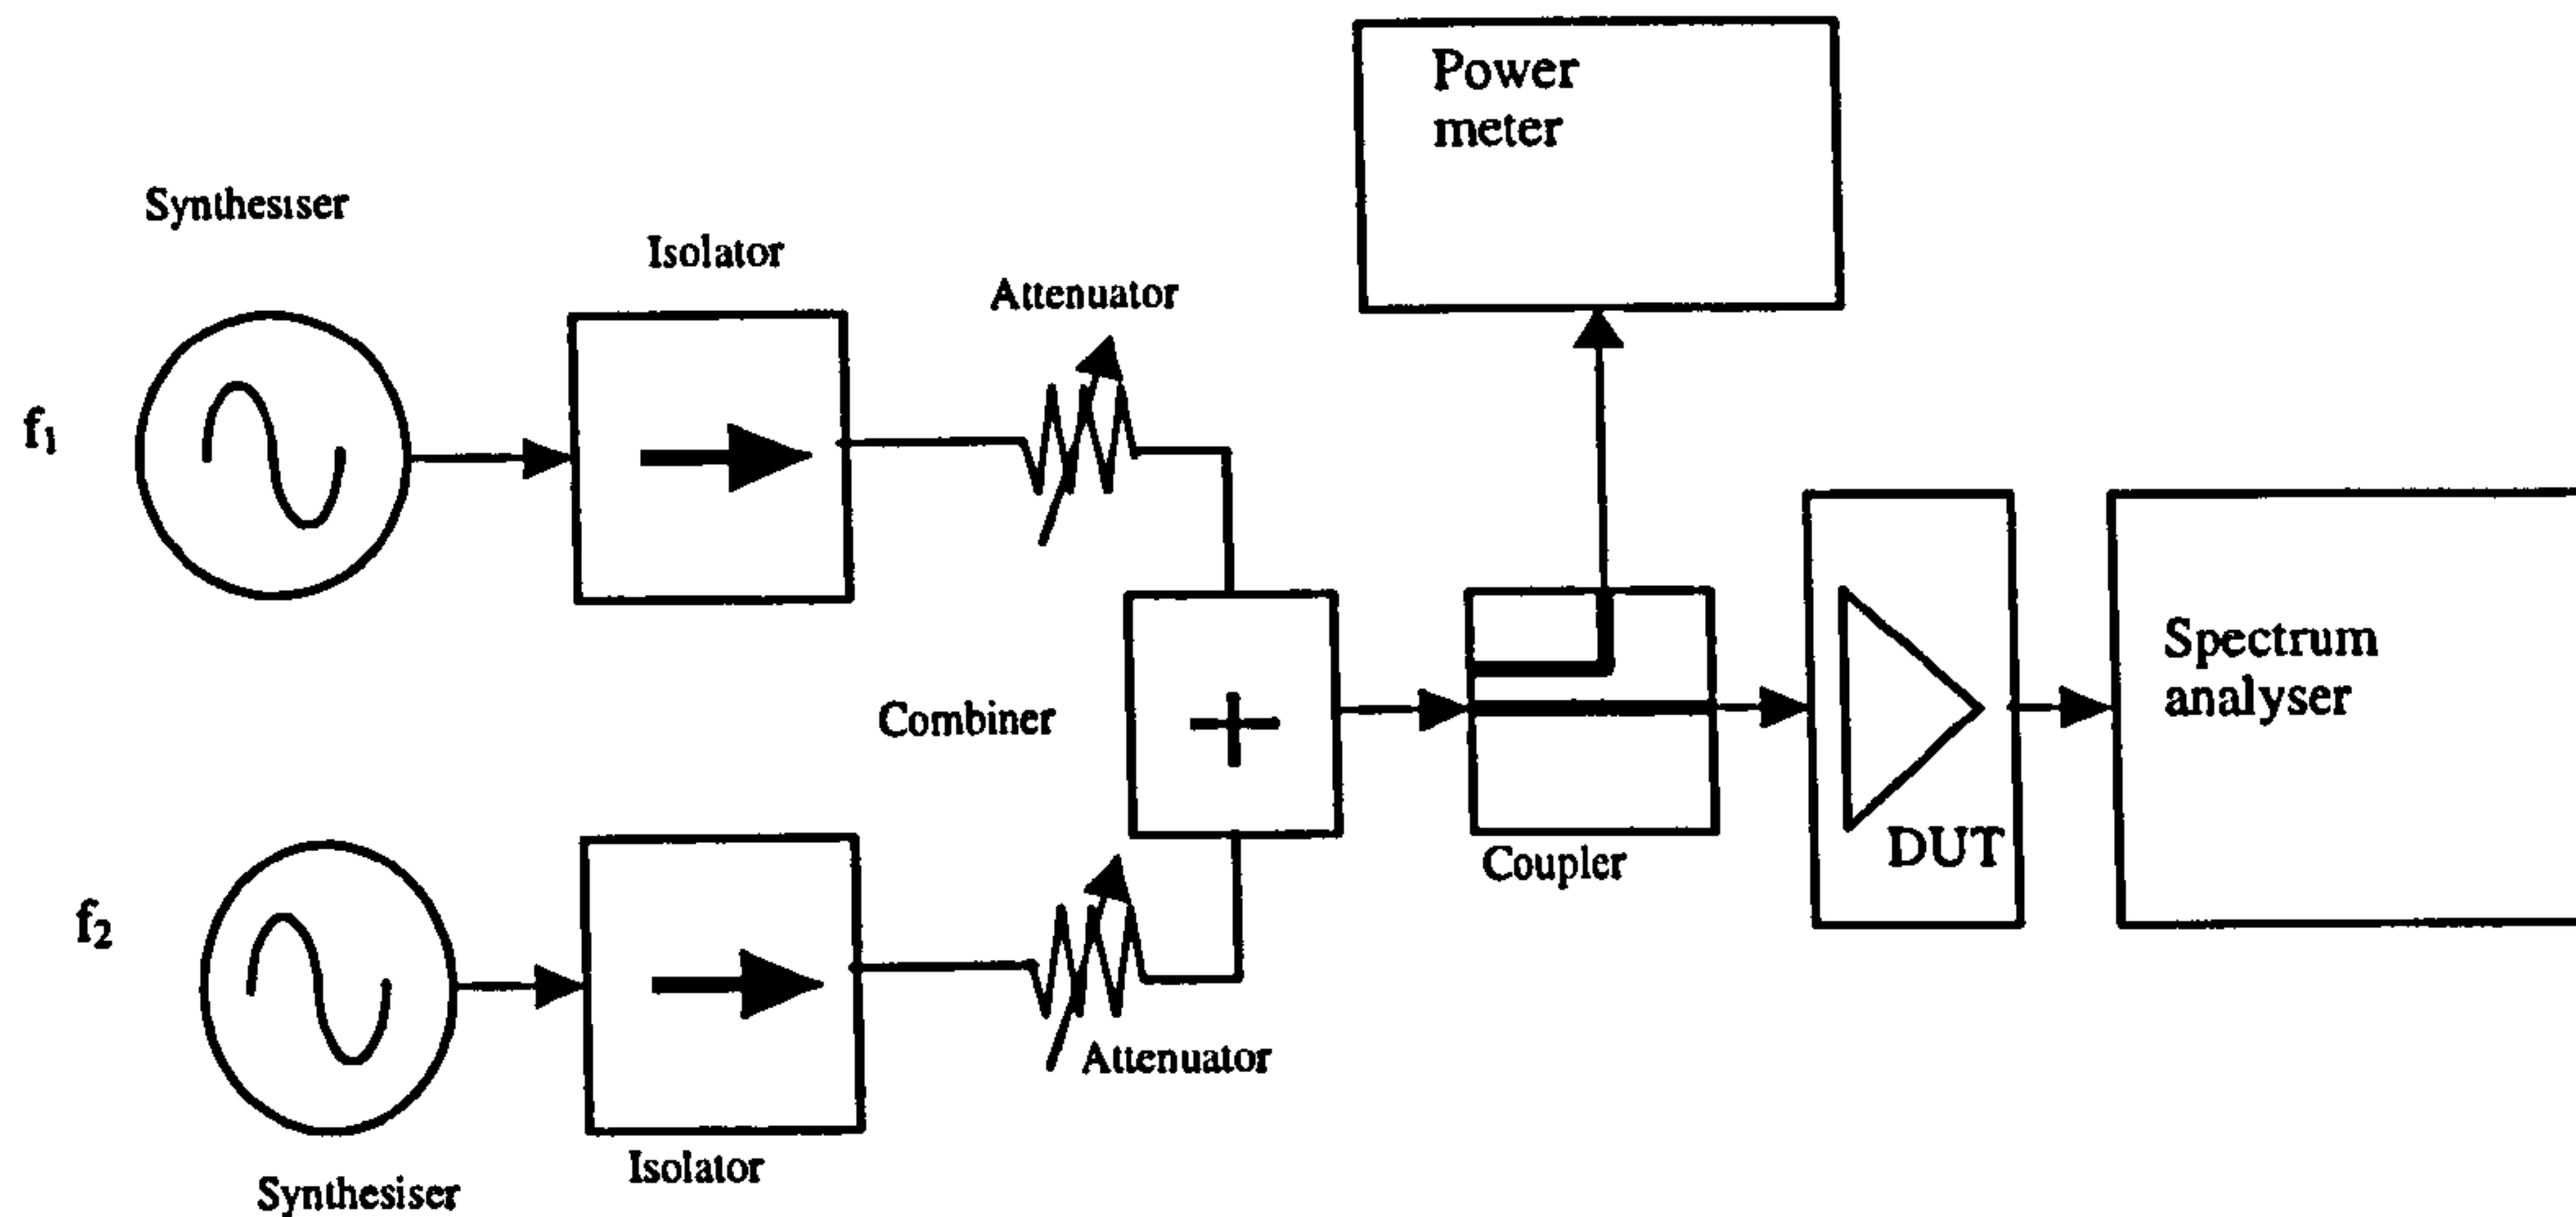 Power
meter
Synthesiser
Isolator
Attenuator
f₁
Spectrum
analyser
Combiner
+
DUT
Coupler
f₂
Attenuator
Isolator
Synthesiser